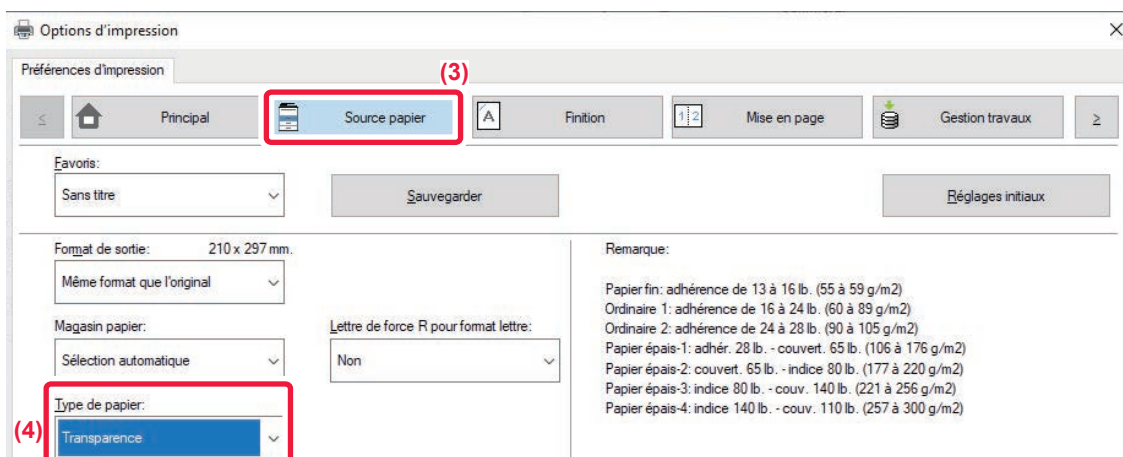 Options d'impression
Préférences d'impression
(3)
< Principal Source papier A Finition 1 2 Mise en page Gestion travaux >
Favoris:
Sans titre Sauvegarder Réglages initiaux
Format de sortie: 210 x 297 mm.
Même format que l'original
Magasin papier: Lettre de force R pour format lettre:
Sélection automatique Non
Type de papier:
(4) Transparence
Remarque:
Papier fin: adhérence de 13 à 16 lb. (55 à 59 g/m2)
Ordinaire 1: adhérence de 16 à 24 lb. (60 à 89 g/m2)
Ordinaire 2: adhérence de 24 à 28 lb. (90 à 105 g/m2)
Papier épais-1: adhér. 28 lb. - couvert. 65 lb. (106 à 176 g/m2)
Papier épais-2: couvert. 65 lb. - indice 80 lb. (177 à 220 g/m2)
Papier épais-3: indice 80 lb. - couv. 140 lb. (221 à 256 g/m2)
Papier épais-4: indice 140 lb. - couv. 110 lb. (257 à 300 g/m2)